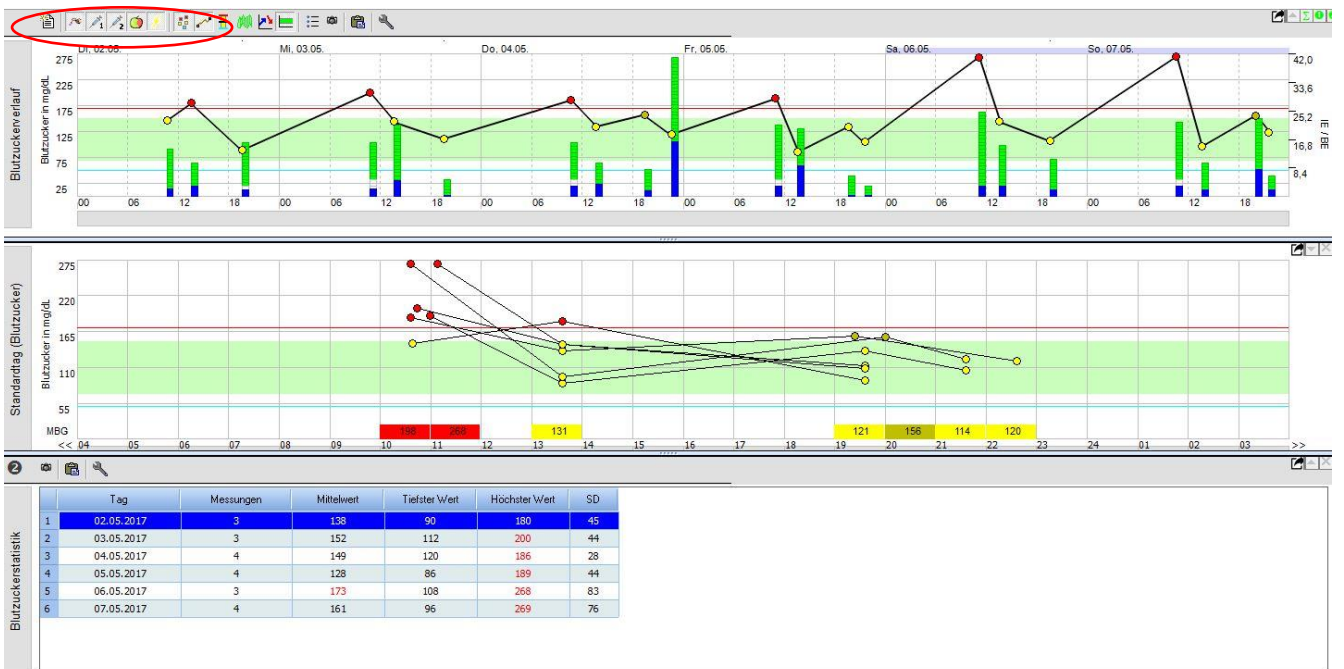 Di, 02.05. Mi, 03.05. Do, 04.05. Fr, 05.05. Sa, 06.05. So, 07.05.
Blutzuckerverlauf
Blutzucker in mg/dL
275
225
175
125
75
25
42,0
33,6
25,2
16,8
8,4
IE / BE
00 06 12 18 00 06 12 18 00 06 12 18 00 06 12 18 00 06 12 18 00 06 12 18
Standardtag (Blutzucker)
Blutzucker in mg/dL
275
220
165
110
55
MBG 198 268 131 121 156 114 120
<< 04 05 06 07 08 09 10 11 12 13 14 15 16 17 18 19 20 21 22 23 24 01 02 03 >>
2
Blutzuckerstatistik
Tag Messungen Mittelwert Tiefster Wert Höchster Wert SD
1 02.05.2017 3 138 90 180 45
2 03.05.2017 3 152 112 200 44
3 04.05.2017 4 149 120 186 28
4 05.05.2017 4 128 86 189 44
5 06.05.2017 3 173 108 268 83
6 07.05.2017 4 161 96 269 76